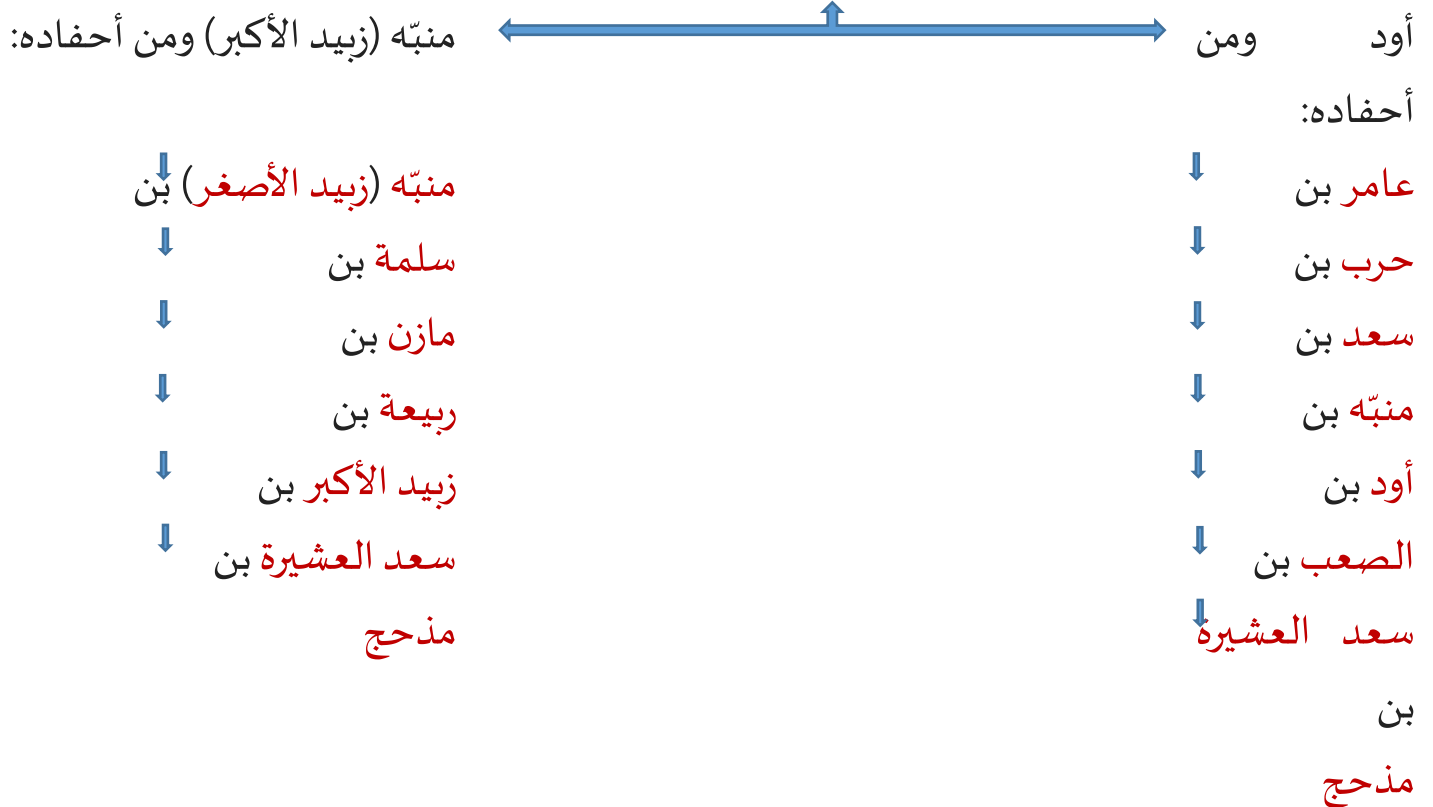 أود ومن
أحفاده:
عامر بن
حرب بن
سعد بن
منبّه بن
أود بن
الصعب بن
سعد العشيرة
بن
مذحج
منبّه (زبيد الأكبر) ومن أحفاده:
منبّه (زبيد الأصغر) بن
سلمة بن
مازن بن
ربيعة بن
زبيد الأكبر بن
سعد العشيرة بن
مذحج